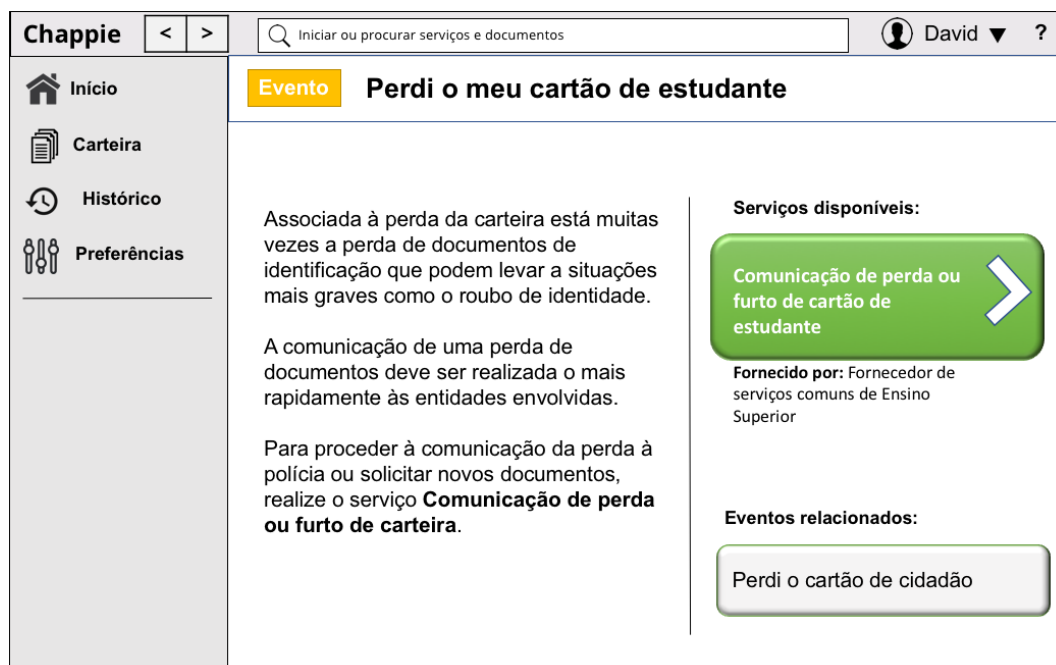 Chappie < >
Iniciar ou procurar serviços e documentos
David ▼ ?
Início
Carteira
Histórico
Preferências
Evento
Perdi o meu cartão de estudante
Associada à perda da carteira está muitas
vezes a perda de documentos de
identificação que podem levar a situações
mais graves como o roubo de identidade.
A comunicação de uma perda de
documentos deve ser realizada o mais
rapidamente às entidades envolvidas.
Para proceder à comunicação da perda à
polícia ou solicitar novos documentos,
realize o serviço Comunicação de perda
ou furto de carteira.
Serviços disponíveis:
Comunicação de perda ou
furto de cartão de
estudante
Fornecido por: Fornecedor de
serviços comuns de Ensino
Superior
Eventos relacionados:
Perdi o cartão de cidadão